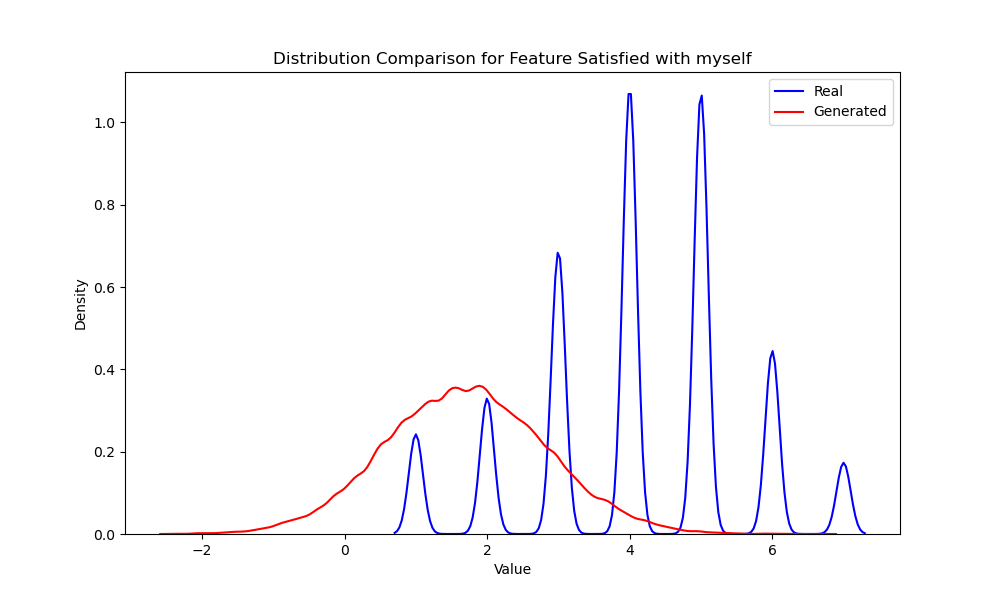 Distribution Comparison for Feature Satisfied with myself
Real
Generated
Density
1.0
0.8
0.6
0.4
0.2
0.0
−2
0
2
4
6
Value